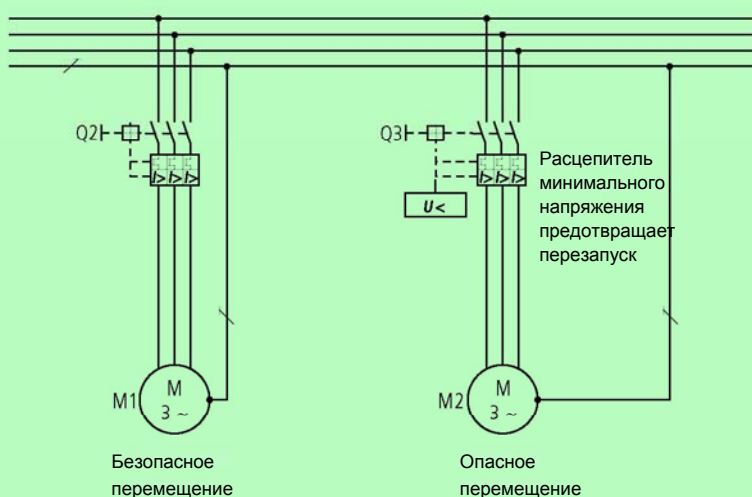 Q2
I>I>I>
Q3
I>I>I>
U<
Расцепитель
минимального
напряжения
предотвращает
перезапуск
M1
M
3 ~
M2
M
3 ~
Безопасное
перемещение
Опасное
перемещение